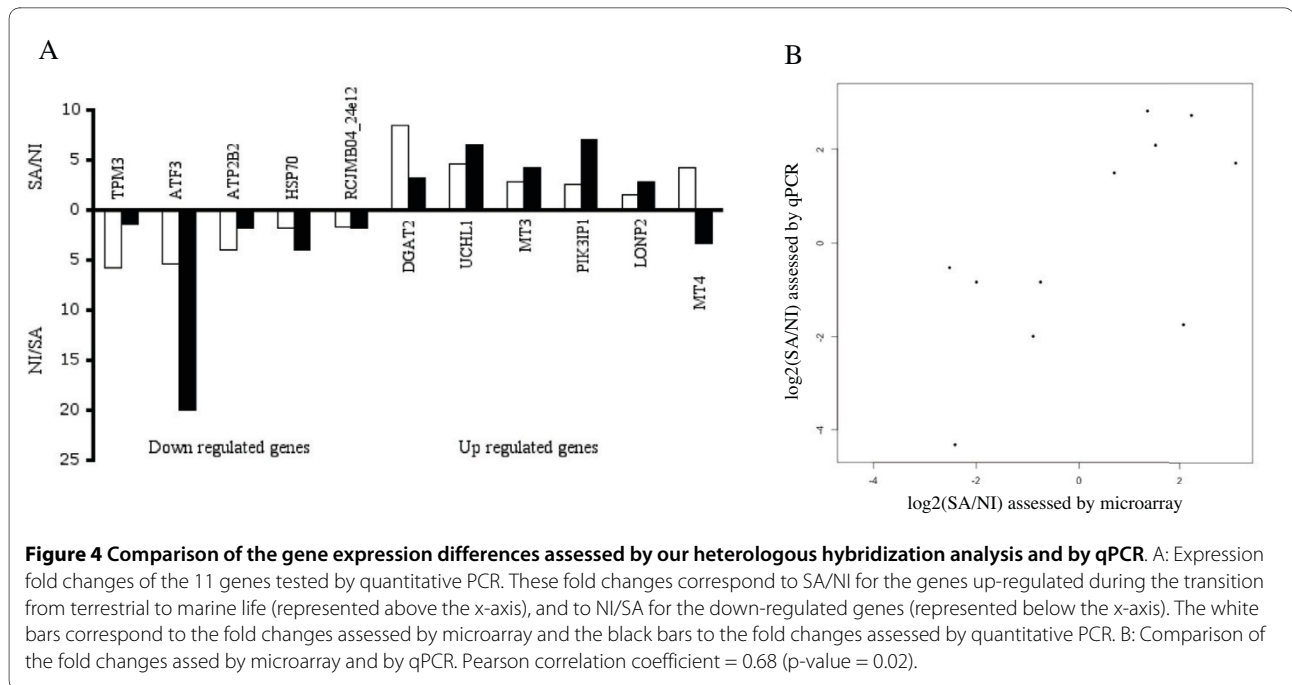 A
SA/NI
NI/SA
10
5
0
5
10
15
20
25
TPM3
ATF3
ATP2B2
HSP70
RCJMB04_24e12
DGAT2
UCHL1
MT3
PIK3IP1
LONP2
MT4
Down regulated genes
Up regulated genes
B
log2(SA/NI) assessed by qPCR
2
0
-2
-4
-4
-2
0
2
log2(SA/NI) assessed by microarray
Figure 4 Comparison of the gene expression differences assessed by our heterologous hybridization analysis and by qPCR. A: Expression
fold changes of the 11 genes tested by quantitative PCR. These fold changes correspond to SA/NI for the genes up-regulated during the transition
from terrestrial to marine life (represented above the x-axis), and to NI/SA for the down-regulated genes (represented below the x-axis). The white
bars correspond to the fold changes assessed by microarray and the black bars to the fold changes assessed by quantitative PCR. B: Comparison of
the fold changes assed by microarray and by qPCR. Pearson correlation coefficient = 0.68 (p-value = 0.02).